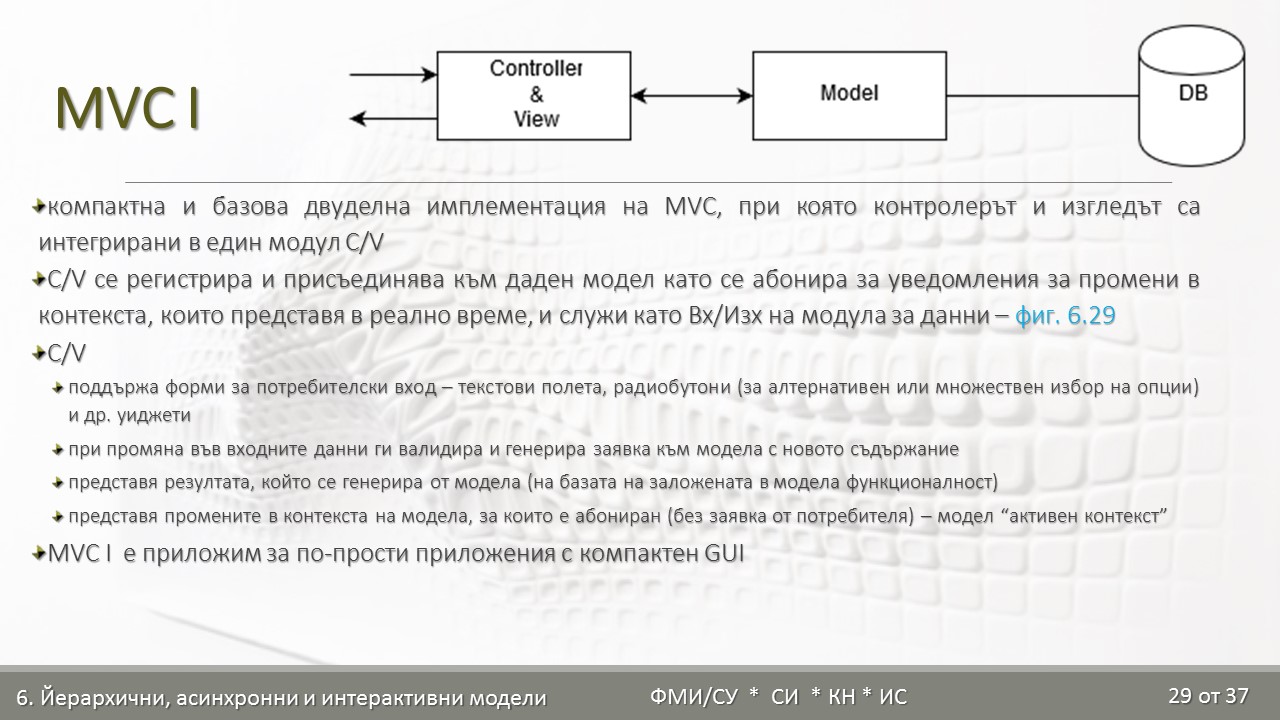 MVC I
Controller
&
View
Model
DB
компактна и базова двуделна имплементация на MVC, при която контролерът и изгледът са
интегрирани в един модул C/V
C/V се регистрира и присъединява към даден модел като се абонира за уведомления за промени в
контекста, които представя в реално време, и служи като Вх/Изх на модула за данни – фиг. 6.29
C/V
поддържа форми за потребителски вход – текстови полета, радиобутони (за алтернативен или множествен избор на опции)
и др. уиджети
при промяна във входните данни ги валидира и генерира заявка към модела с новото съдържание
представя резултата, който се генерира от модела (на базата на заложената в модела функционалност)
представя промените в контекста на модела, за които е абониран (без заявка от потребителя) – модел “активен контекст”
MVC I е приложим за по-прости приложения с компактен GUI
6. Йерархични, асинхронни и интерактивни модели
ФМИ/СУ * СИ * КН * ИС
29 от 37